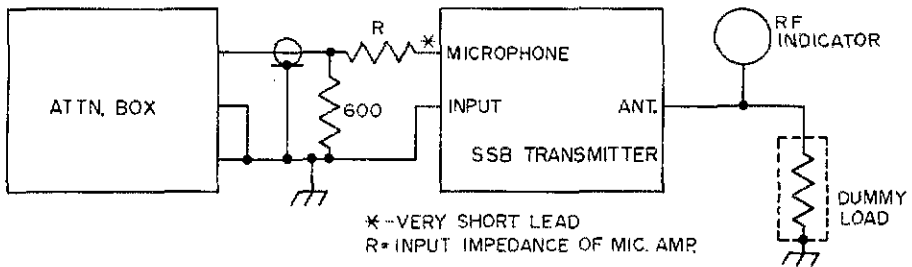 ATTN. BOX
R
*
600
MICROPHONE
INPUT
ANT.
SSB TRANSMITTER
RF
INDICATOR
DUMMY
LOAD
* -VERY SHORT LEAD
R= INPUT IMPEDANCE OF MIC. AMP.